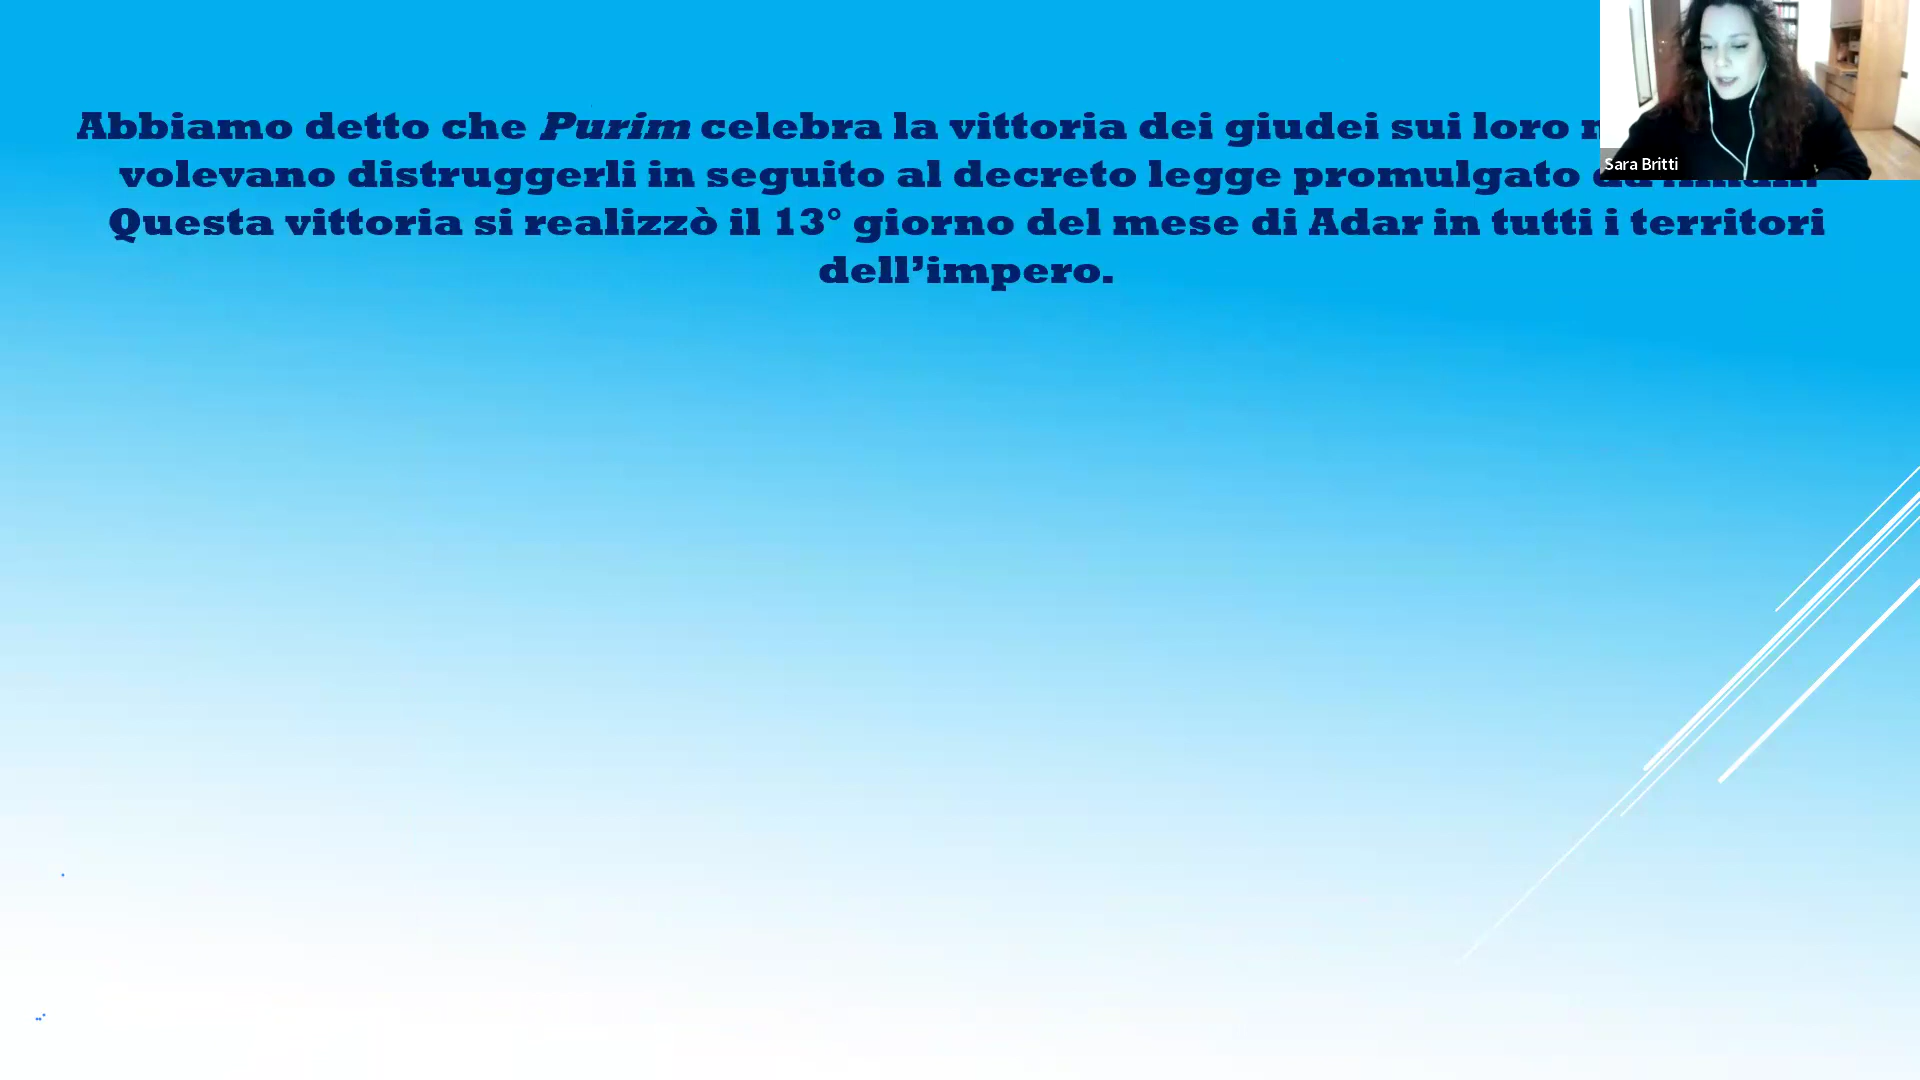 Abbiamo detto che Purim celebra la vittoria dei giudei sui loro
volevano distruggerli in seguito al decreto legge promulgato
Questa vittoria si realizzò il 13° giorno del mese di Adar in tutti i territori
dell’impero.
Sara Britti